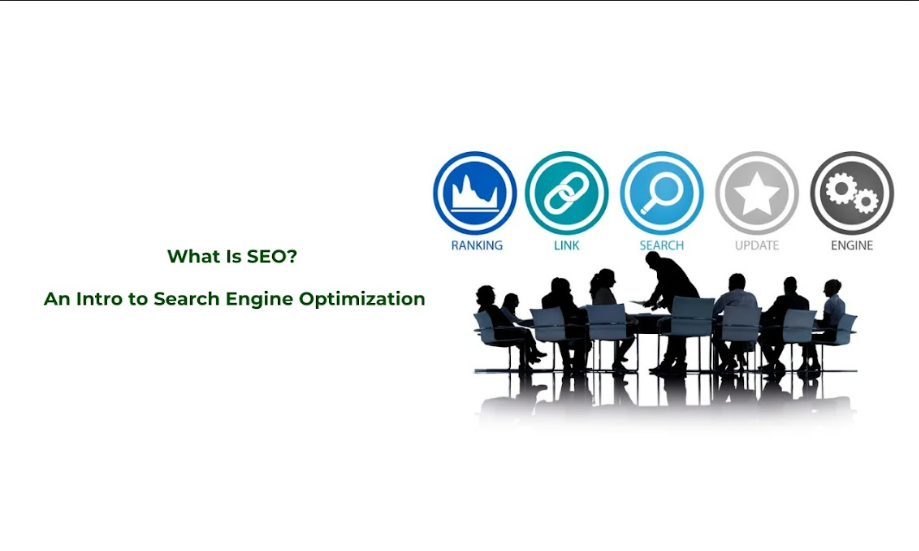 What Is SEO?
An Intro to Search Engine Optimization
RANKING
LINK
SEARCH
UPDATE
ENGINE